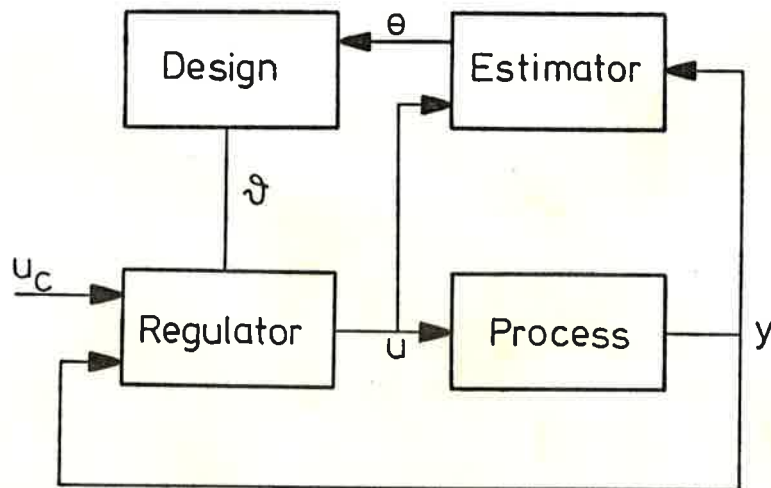 θ
Design
Estimator
ϑ
u_c
Regulator
u
Process
y